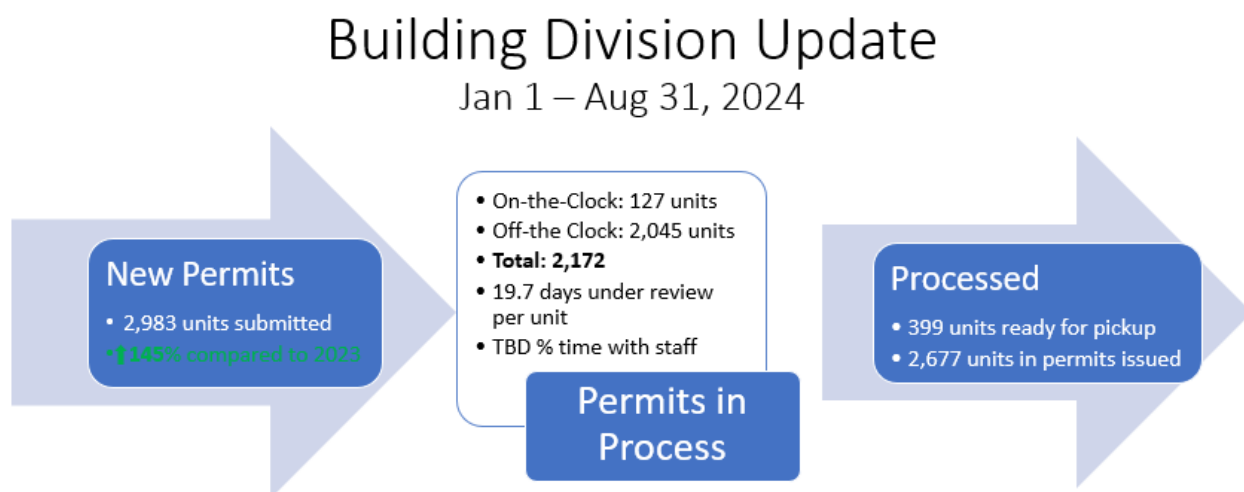 Building Division Update
Jan 1 – Aug 31, 2024
New Permits
• 2,983 units submitted
•⬆145% compared to 2023
• On-the-Clock: 127 units
• Off-the Clock: 2,045 units
• Total: 2,172
• 19.7 days under review
per unit
• TBD % time with staff
Permits in
Process
Processed
• 399 units ready for pickup
• 2,677 units in permits issued